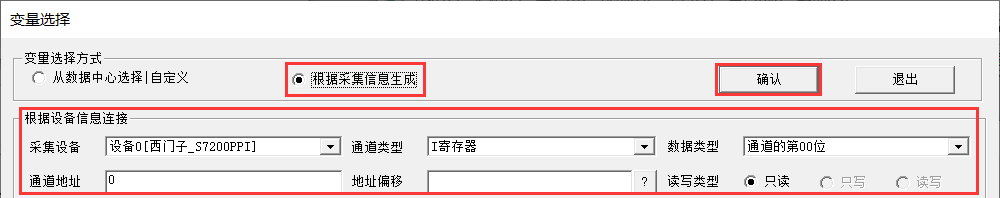 变量选择
变量选择方式
从数据中心选择|自定义 根据采集信息生成 确认 退出
根据设备信息连接
采集设备 设备0[西门子_S7200PPI] 通道类型 I寄存器 数据类型 通道的第00位
通道地址 0 地址偏移 ? 读写类型 只读 只写 读写